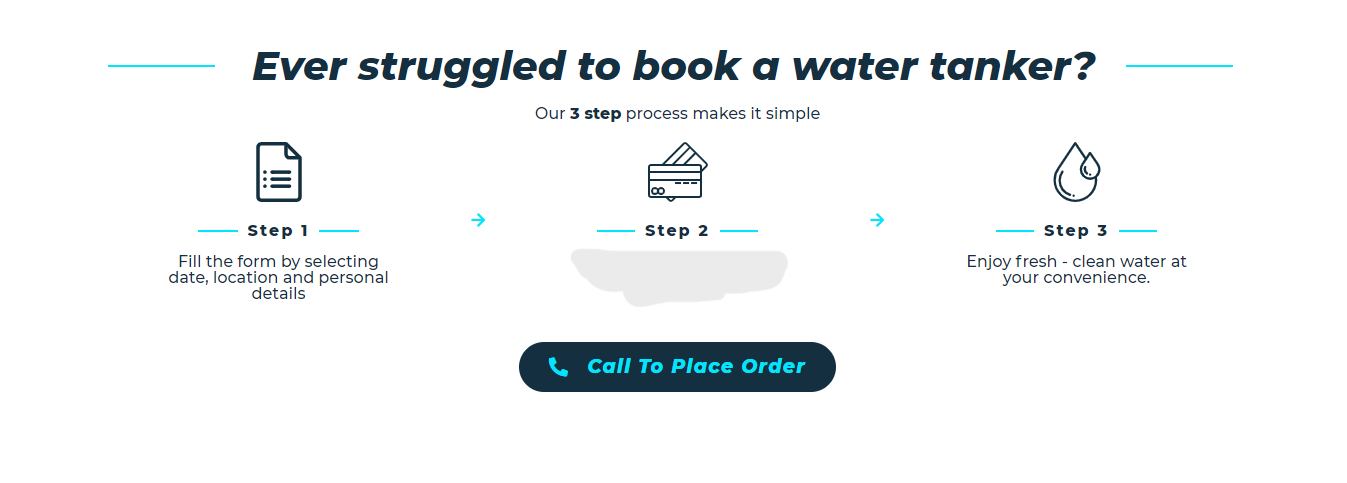 Ever struggled to book a water tanker?
Our 3 step process makes it simple
Step 1
Fill the form by selecting
date, location and personal
details
Step 2
Step 3
Enjoy fresh - clean water at
your convenience.
Call To Place Order